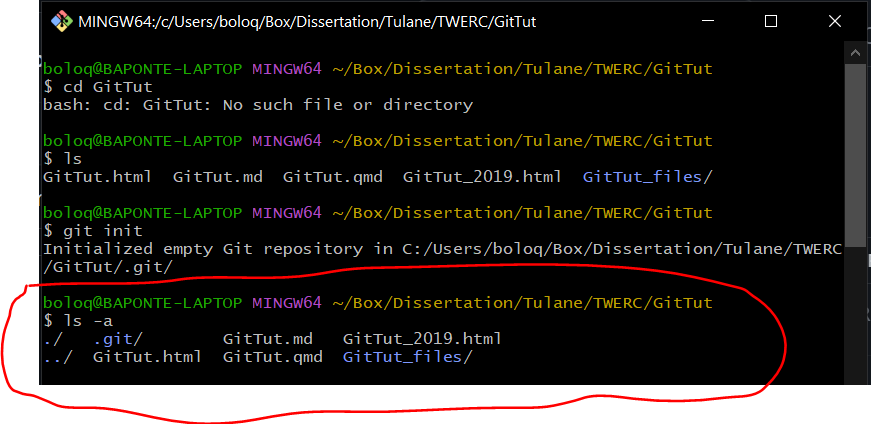 MINGW64:/c/Users/boloq/Box/Dissertation/Tulane/TWERC/GitTut
boloq@BAPONTE-LAPTOP MINGW64 ~/Box/Dissertation/Tulane/TWERC/GitTut
$ cd GitTut
bash: cd: GitTut: No such file or directory
boloq@BAPONTE-LAPTOP MINGW64 ~/Box/Dissertation/Tulane/TWERC/GitTut
$ ls
GitTut.html  GitTut.md  GitTut.qmd  GitTut_2019.html  GitTut_files/
boloq@BAPONTE-LAPTOP MINGW64 ~/Box/Dissertation/Tulane/TWERC/GitTut
$ git init
Initialized empty Git repository in C:/Users/boloq/Box/Dissertation/Tulane/TWERC
/GitTut/.git/
boloq@BAPONTE-LAPTOP MINGW64 ~/Box/Dissertation/Tulane/TWERC/GitTut
$ ls -a
./   .git/        GitTut.md   GitTut_2019.html
../  GitTut.html  GitTut.qmd  GitTut_files/